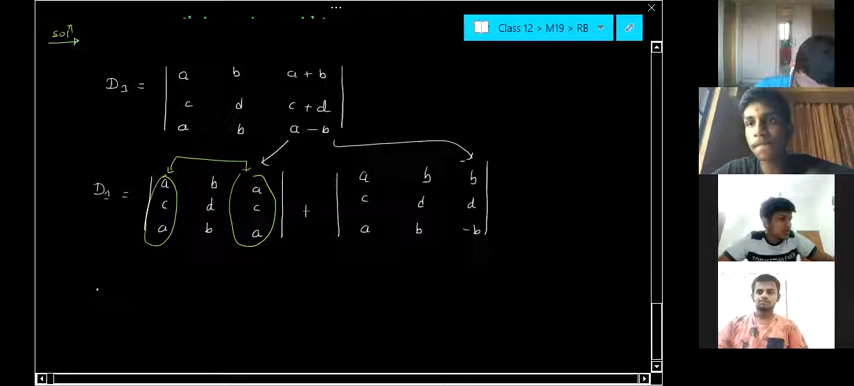 Class 12 > M19 > RB
solⁿ
D₁ = | a b a + b |
| c d c + d |
| a b a - b |
D₁ = | a b a | + | a b b |
| c d c | | c d d |
| a b a | | a b -b |